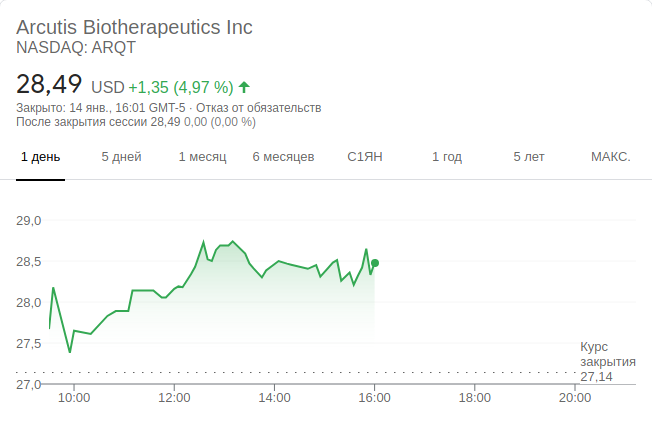 Arcutis Biotherapeutics Inc
NASDAQ: ARQT
28,49 USD +1,35 (4,97 %)
Закрыто: 14 янв., 16:01 GMT-5 · Отказ от обязательств
После закрытия сессии 28,49 0,00 (0,00 %)
1 день 5 дней 1 месяц 6 месяцев С1ЯН 1 год 5 лет МАКС.
29,0
28,5
28,0
27,5
27,0
Курс
закрытия
27,14
10:00 12:00 14:00 16:00 18:00 20:00